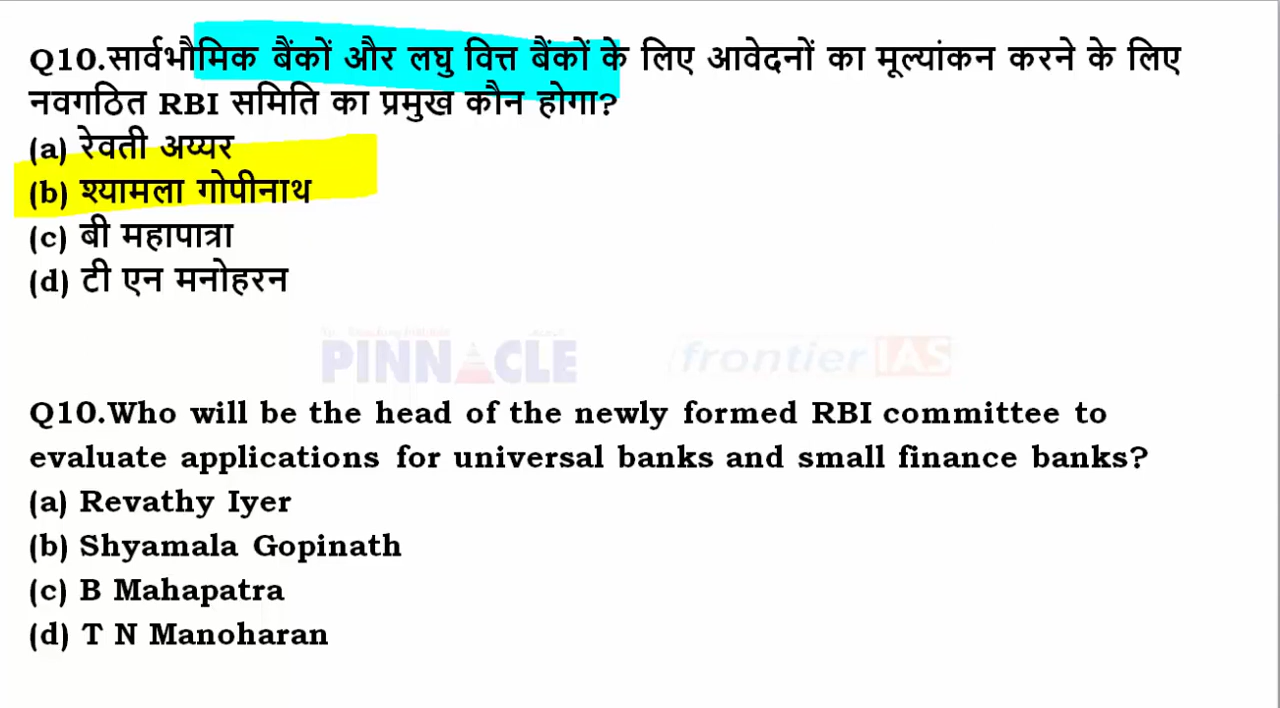 Q10.सार्वभौमिक बैंकों और लघु वित्त बैंकों के लिए आवेदनों का मूल्यांकन करने के लिए
नवगठित RBI समिति का प्रमुख कौन होगा?
(a) रेवती अय्यर
(b) श्यामला गोपीनाथ
(c) बी महापात्रा
(d) टी एन मनोहरन
PINNACLE frontier IAS
Q10.Who will be the head of the newly formed RBI committee to
evaluate applications for universal banks and small finance banks?
(a) Revathy Iyer
(b) Shyamala Gopinath
(c) B Mahapatra
(d) T N Manoharan